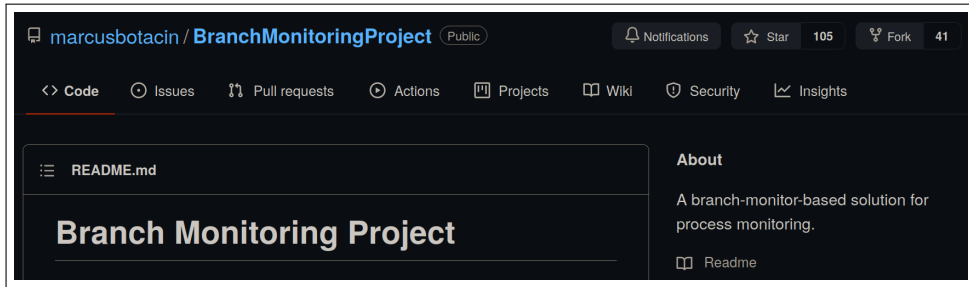 marcusbotacin / BranchMonitoringProject Public
Notifications Star 105 Fork 41
<> Code Issues Pull requests Actions Projects Wiki Security Insights
README.md
Branch Monitoring Project
About
A branch-monitor-based solution for
process monitoring.
Readme